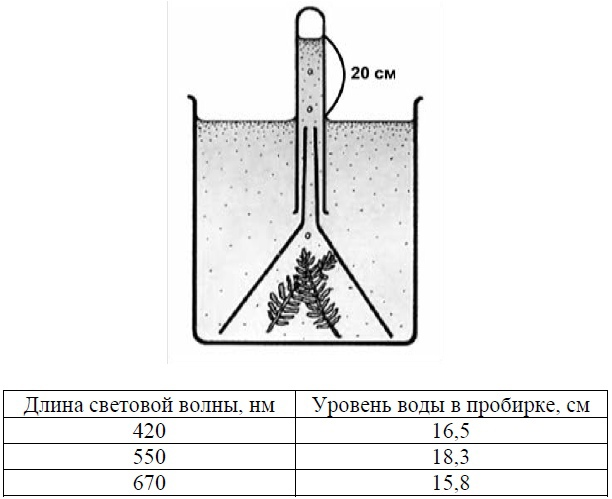 20 см
Длина световой волны, нм Уровень воды в пробирке, см
420 16,5
550 18,3
670 15,8